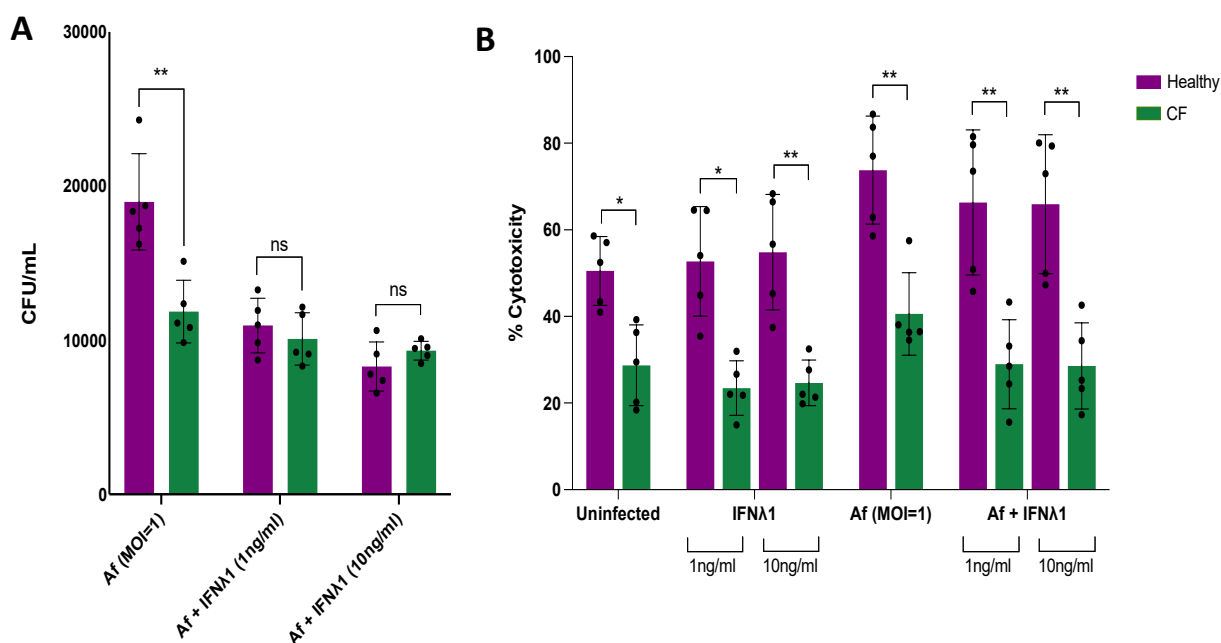 A
30000
20000
10000
0
CFU/mL
**
ns
ns
Af (MOI=1)
Af + IFNλ1 (1ng/ml)
Af + IFNλ1 (10ng/ml)
B
100
80
60
40
20
0
% Cytotoxicity
*
*
**
**
**
**
Uninfected
IFNλ1
Af (MOI=1)
Af + IFNλ1
1ng/ml
10ng/ml
1ng/ml
10ng/ml
Healthy
CF